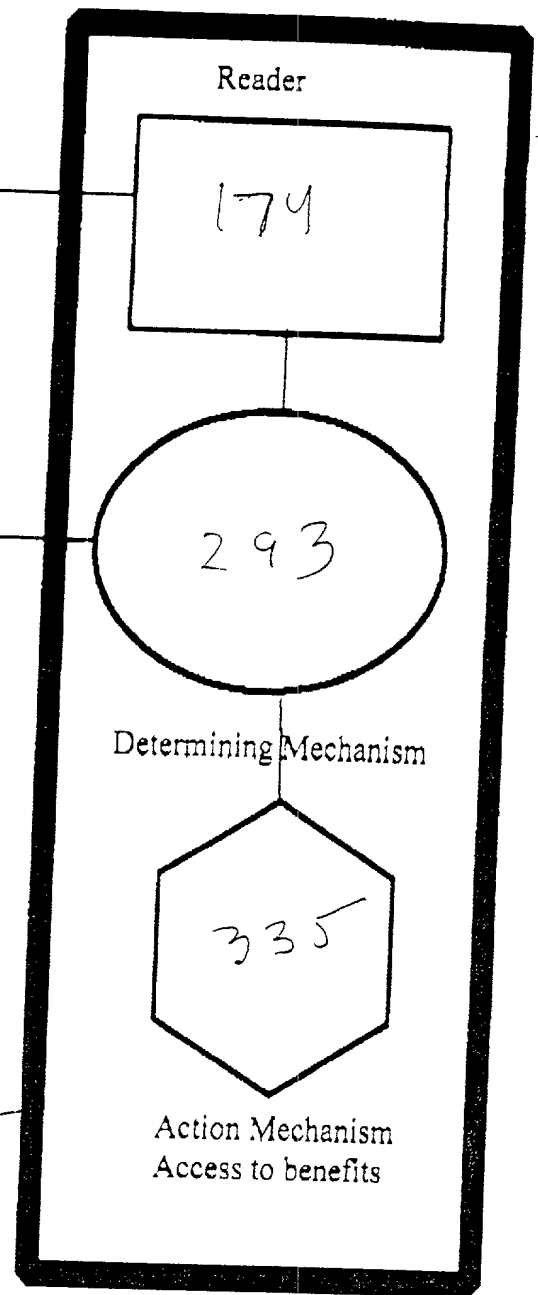 Reader
174
293
Determining Mechanism
335
Action Mechanism
Access to benefits